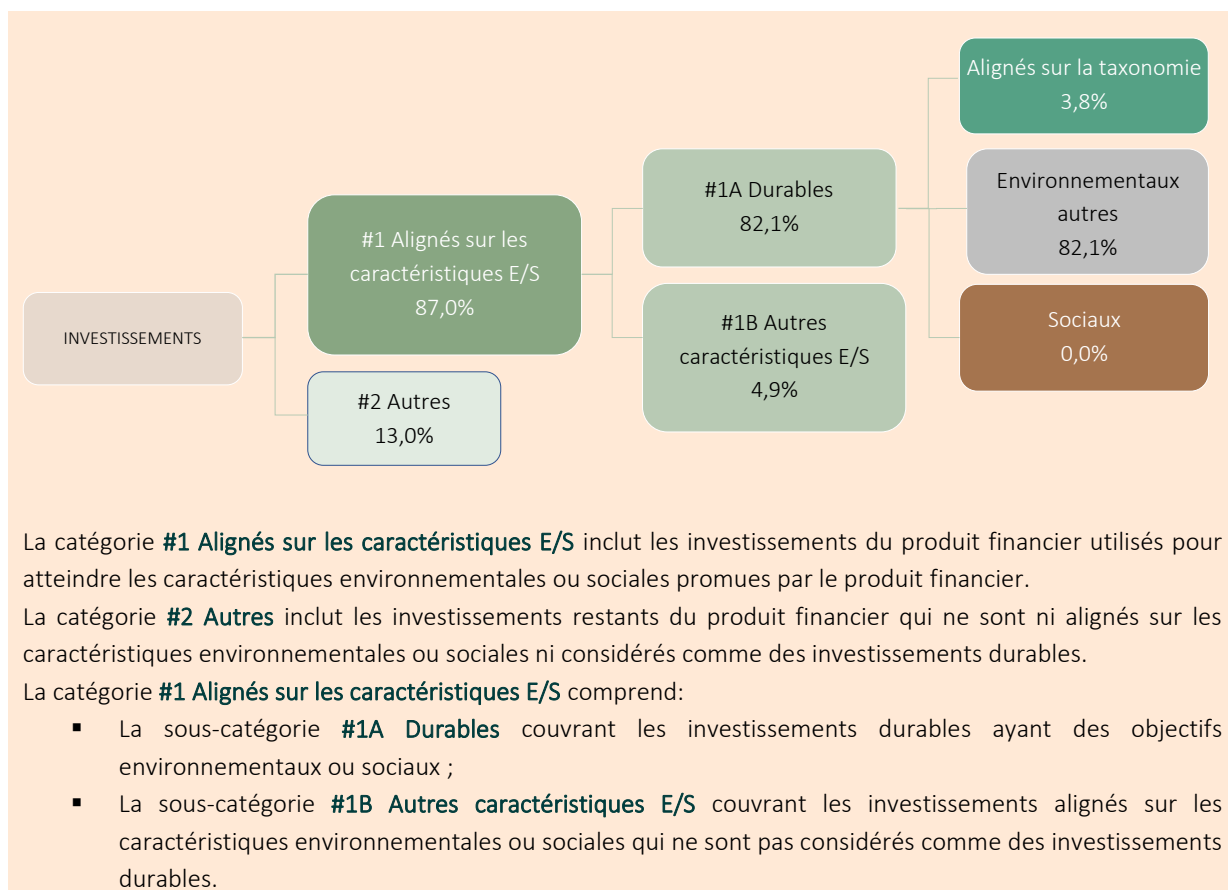 INVESTISSEMENTS
#1 Alignés sur les
caractéristiques E/S
87,0%
#2 Autres
13,0%
#1A Durables
82,1%
#1B Autres
caractéristiques E/S
4,9%
Alignés sur la taxonomie
3,8%
Environnementaux
autres
82,1%
Sociaux
0,0%
La catégorie #1 Alignés sur les caractéristiques E/S inclut les investissements du produit financier utilisés pour
atteindre les caractéristiques environnementales ou sociales promues par le produit financier.
La catégorie #2 Autres inclut les investissements restants du produit financier qui ne sont ni alignés sur les
caractéristiques environnementales ou sociales ni considérés comme des investissements durables.
La catégorie #1 Alignés sur les caractéristiques E/S comprend:
▪ La sous-catégorie #1A Durables couvrant les investissements durables ayant des objectifs
environnementaux ou sociaux ;
▪ La sous-catégorie #1B Autres caractéristiques E/S couvrant les investissements alignés sur les
caractéristiques environnementales ou sociales qui ne sont pas considérés comme des investissements
durables.